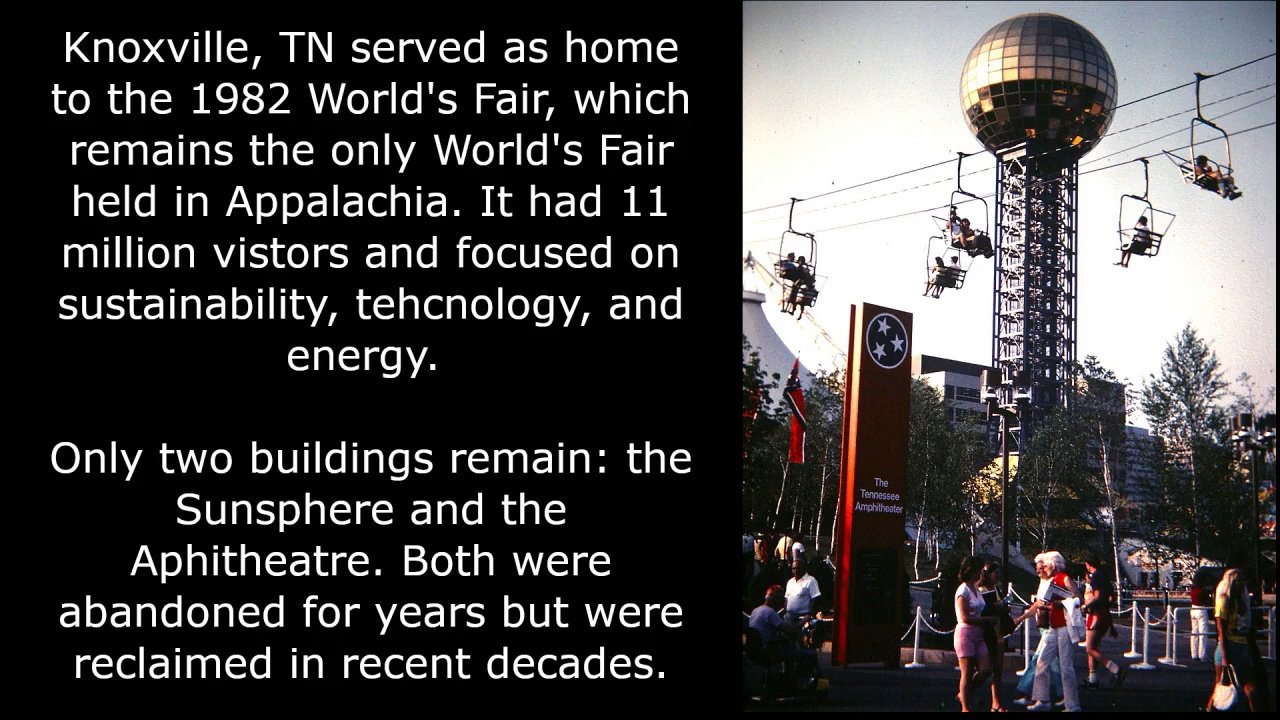 Knoxville, TN served as home
to the 1982 World's Fair, which
remains the only World's Fair
held in Appalachia. It had 11
million vistors and focused on
sustainability, tehcnology, and
energy.
Only two buildings remain: the
Sunsphere and the
Aphitheatre. Both were
abandoned for years but were
reclaimed in recent decades.
The
Tennessee
Amphitheater